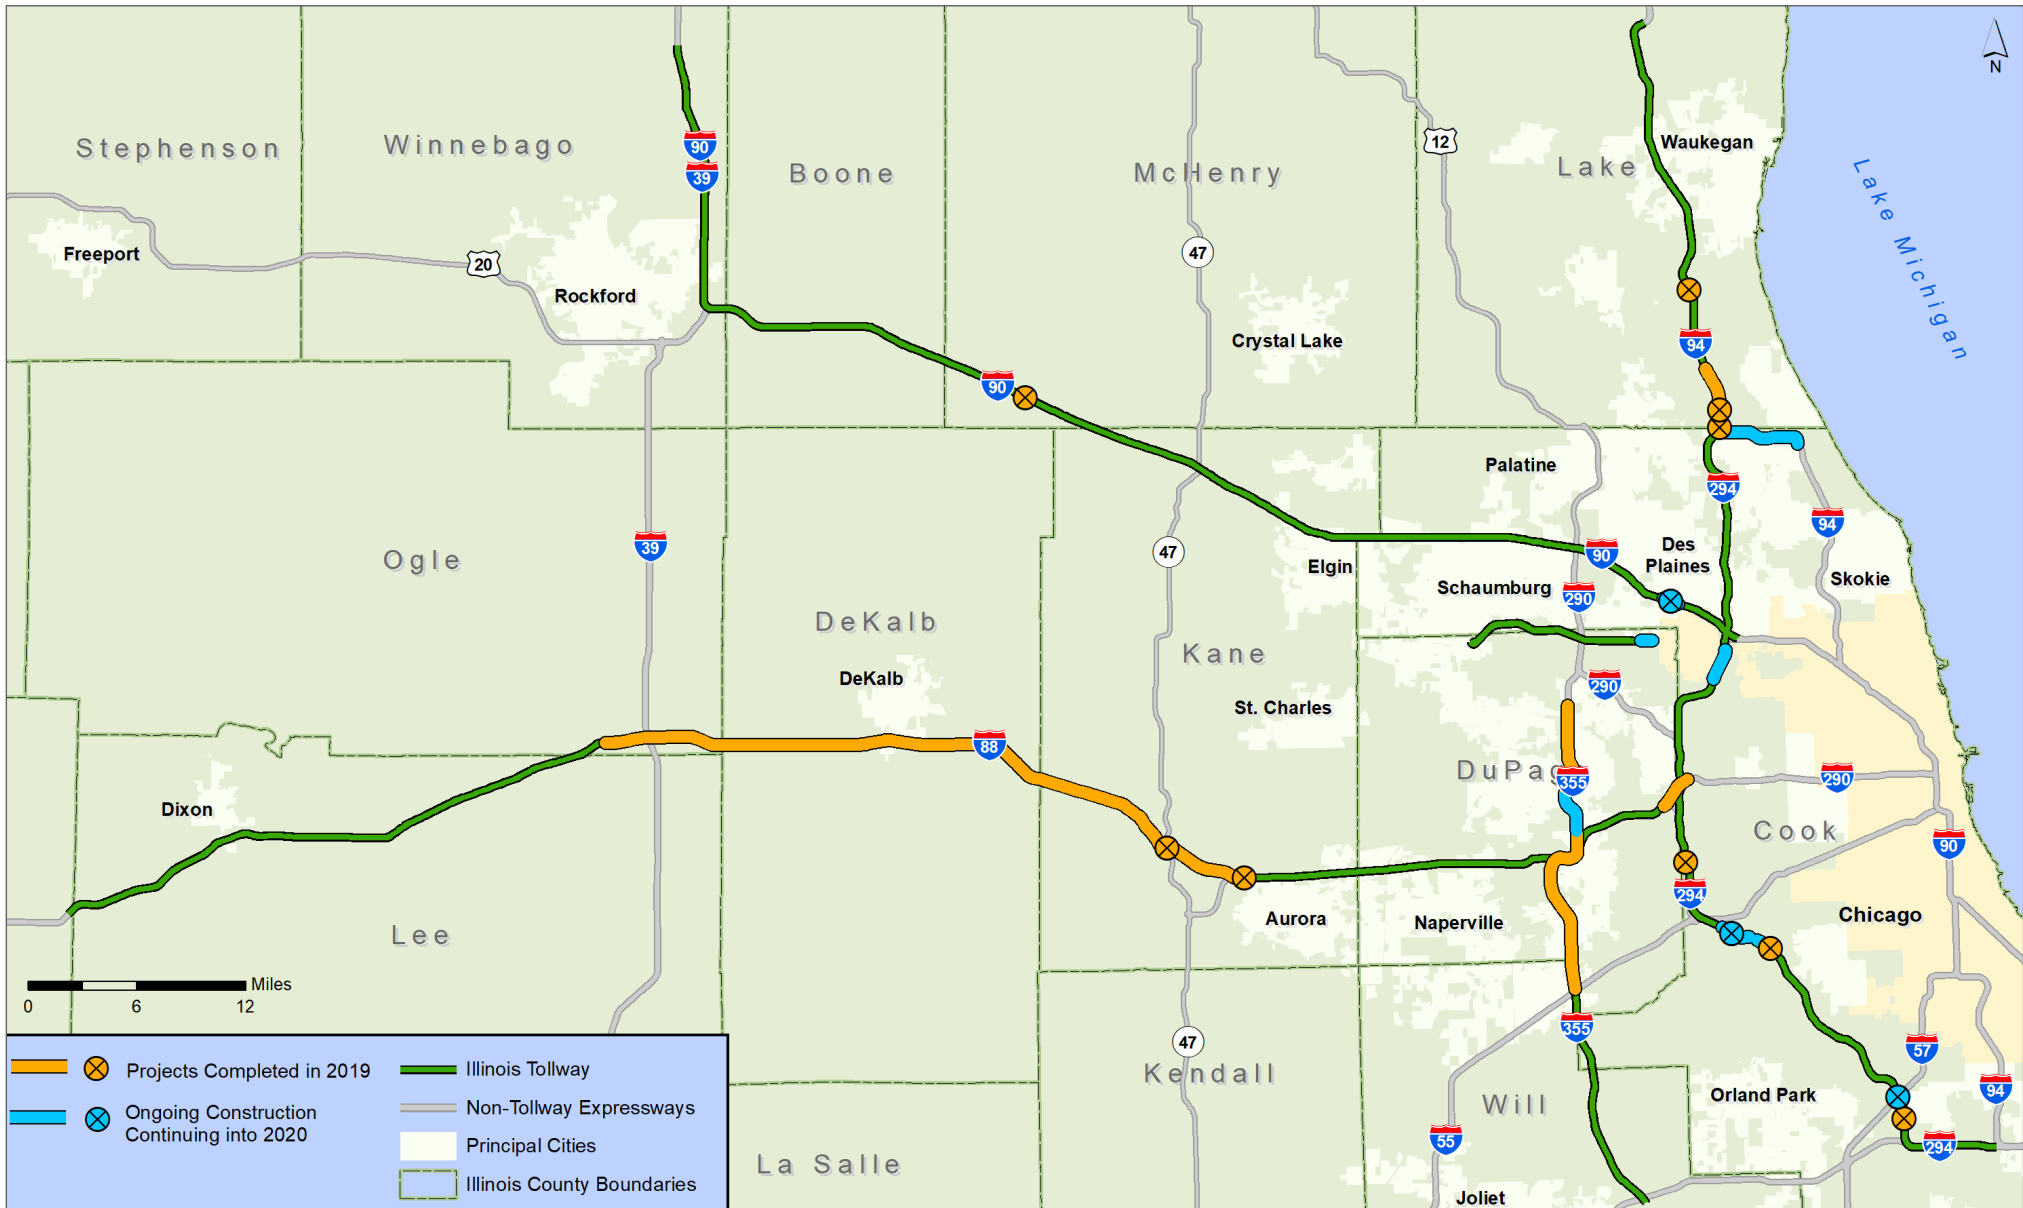 N
Stephenson
Winnebago
Boone
McHenry
Lake
Waukegan
Lake Michigan
90
39
12
Freeport
20
Rockford
47
Crystal Lake
94
90
Palatine
294
94
39
47
Ogle
Elgin
90
Des
Plaines
Schaumburg
290
Skokie
DeKalb
DeKalb
Kane
St. Charles
290
88
DuPag
355
290
Dixon
Cook
90
294
Lee
Aurora
Naperville
Chicago
Miles
0
6
12
355
47
Kendall
57
94
Will
Orland Park
55
294
La Salle
Joliet
Projects Completed in 2019
Ongoing Construction
Continuing into 2020
Illinois Tollway
Non-Tollway Expressways
Principal Cities
Illinois County Boundaries